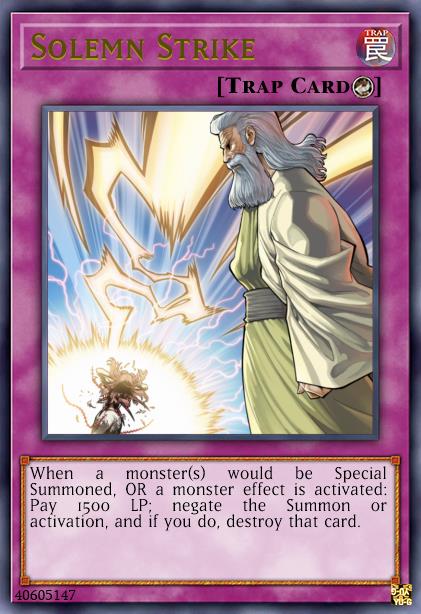 Solemn Strike
TRAP
罠
[Trap Card]
When a monster(s) would be Special
Summoned, OR a monster effect is activated:
Pay 1500 LP; negate the Summon or
activation, and if you do, destroy that card.
40605147